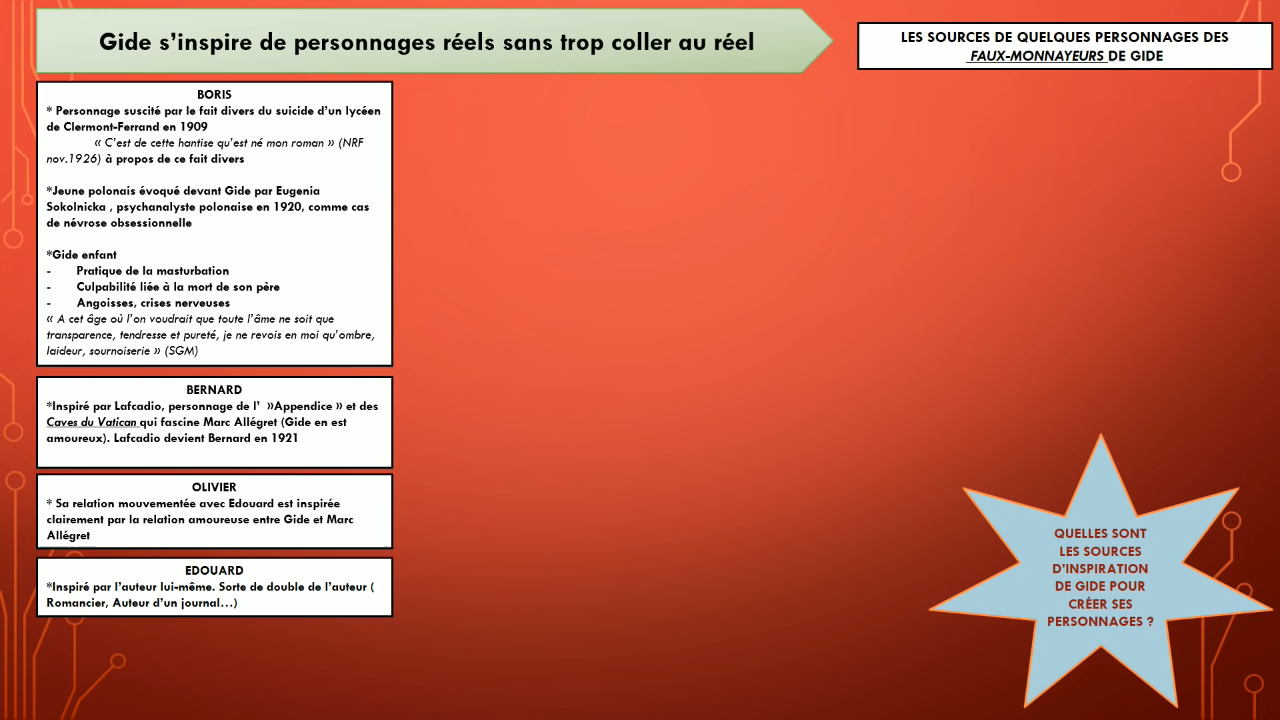 Gide s’inspire de personnages réels sans trop coller au réel
LES SOURCES DE QUELQUES PERSONNAGES DES
FAUX-MONNAYEURS DE GIDE
BORIS
* Personnage suscité par le fait divers du suicide d’un lycéen
de Clermont-Ferrand en 1909
« C’est de cette hantise qu’est né mon roman » (NRF
nov.1926) à propos de ce fait divers
*Jeune polonais évoqué devant Gide par Eugenia
Sokolnicka , psychanalyste polonaise en 1920, comme cas
de névrose obsessionnelle
*Gide enfant
- Pratique de la masturbation
- Culpabilité liée à la mort de son père
- Angoisses, crises nerveuses
« A cet âge où l’on voudrait que toute l’âme ne soit que
transparence, tendresse et pureté, je ne revois en moi qu’ombre,
laideur, sournoiserie » (SGM)
BERNARD
*Inspiré par Lafcadio, personnage de l’ »Appendice » et des
Caves du Vatican qui fascine Marc Allégret (Gide en est
amoureux). Lafcadio devient Bernard en 1921
OLIVIER
* Sa relation mouvementée avec Edouard est inspirée
clairement par la relation amoureuse entre Gide et Marc
Allégret
EDOUARD
*Inspiré par l’auteur lui-même. Sorte de double de l’auteur (
Romancier, Auteur d’un journal…)
QUELLES SONT
LES SOURCES
D’INSPIRATION
DE GIDE POUR
CRÉER SES
PERSONNAGES ?